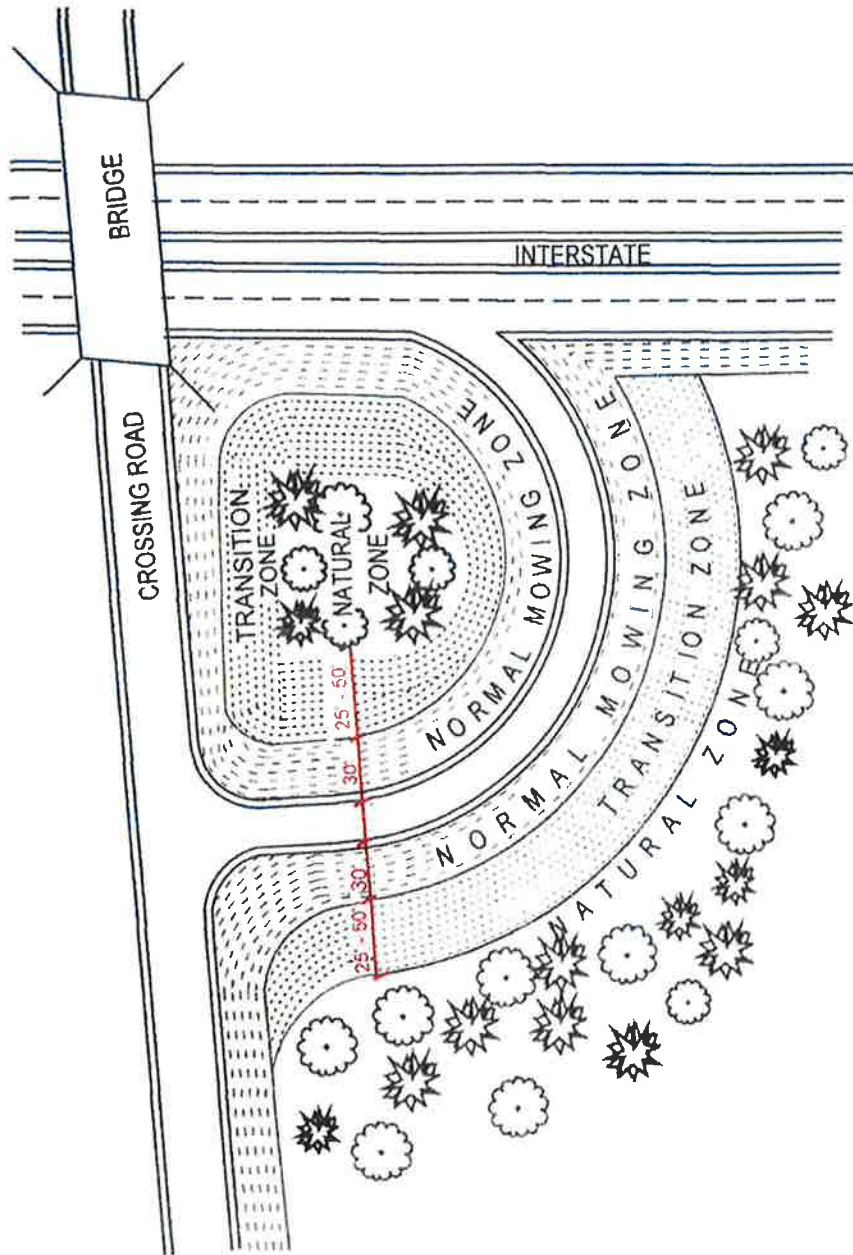 BRIDGE
INTERSTATE
CROSSING ROAD
TRANSITION
ZONE
NATURAL
ZONE
NORMAL MOWING ZONE
25' - 50'
30'
NORMAL MOWING ZONE
TRANSITION ZONE
NATURAL ZONE
30'
25' - 50'